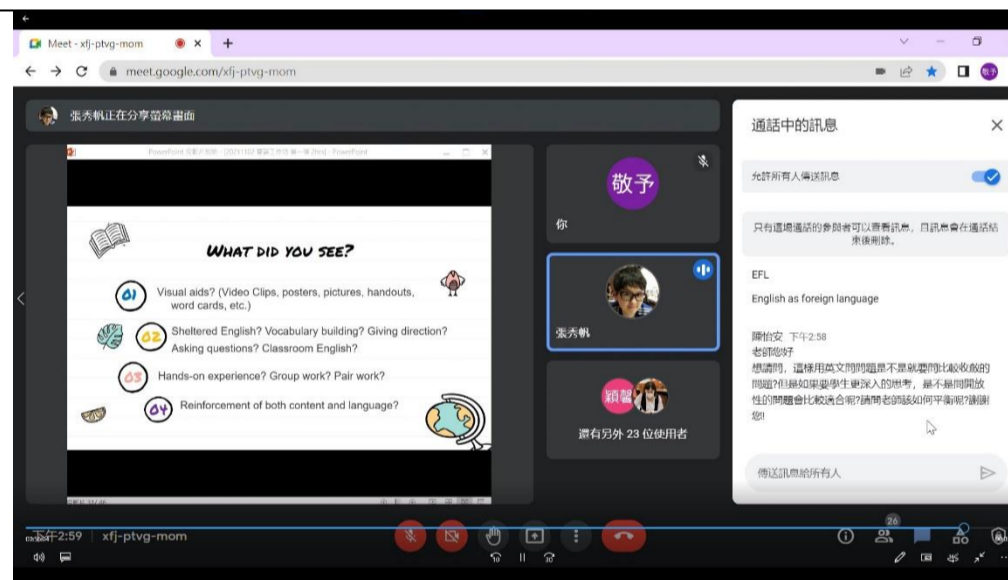 Meet - xfj-ptvg-mom
meet.google.com/xfj-ptvg-mom
敬予
張秀帆正在分享螢幕畫面
WHAT DID YOU SEE?
01
Visual aids? (Video Clips, posters, pictures, handouts,
word cards, etc.)
02
Sheltered English? Vocabulary building? Giving direction?
Asking questions? Classroom English?
03
Hands-on experience? Group work? Pair work?
04
Reinforcement of both content and language?
敬予
你
張秀帆
穎馨
還有另外 23 位使用者
通話中的訊息
允許所有人傳送訊息
只有這場通話的參與者可以查看訊息，且訊息會在通話結
束後刪除。
EFL
English as foreign language
陳怡安 下午2:58
老師您好
想請問，這樣用英文問問題是不是就要問比較收斂的
問題?但是如果要學生更深入的思考，是不是問開放
性的問題會比較適合呢?請問老師該如何平衡呢?謝謝
您!!
傳送訊息給所有人
下午2:59
xfj-ptvg-mom
26
10